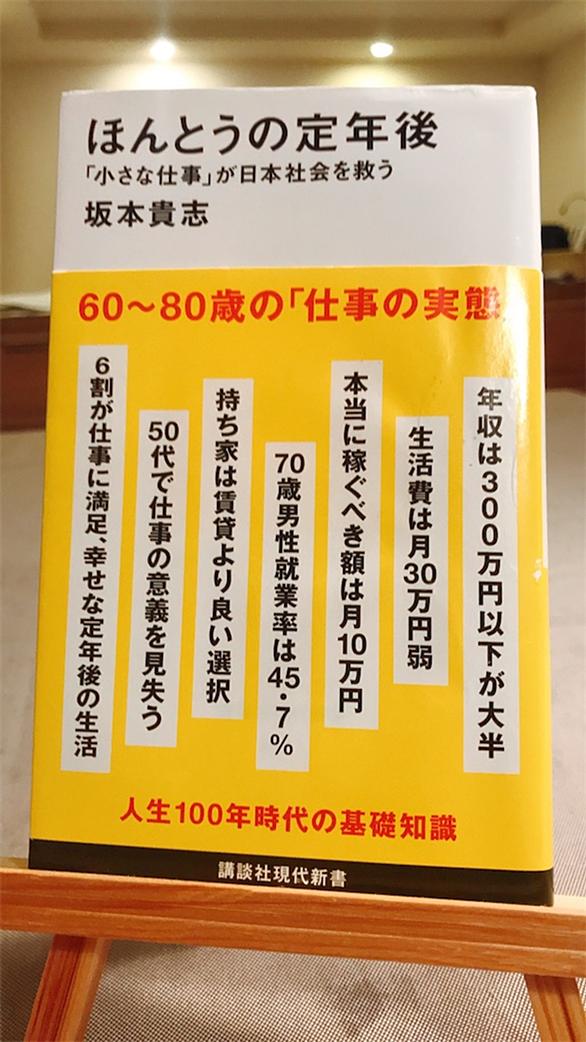 ほんとうの定年後
「小さな仕事」が日本社会を救う
坂本貴志
60〜80歳の「仕事の実態
年収は300万円以下が大半
生活費は月30万円弱
本当に稼ぐべき額は月10万円
70歳男性就業率は45・7%
持ち家は賃貸より良い選択
50代で仕事の意義を見失う
6割が仕事に満足、幸せな定年後の生活
人生100年時代の基礎知識
講談社現代新書